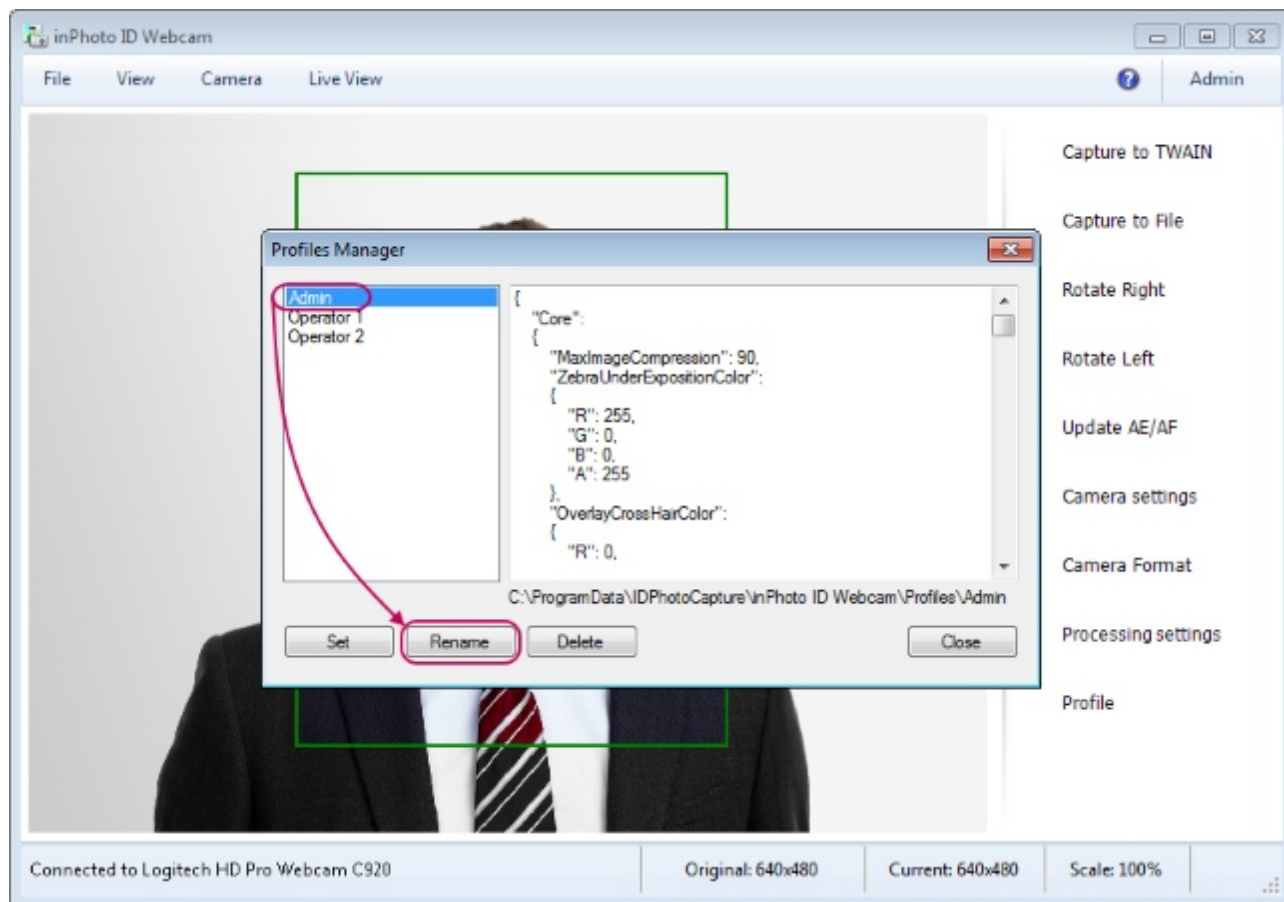 inPhoto ID Webcam
File View Camera Live View Admin
Capture to TWAIN
Capture to File
Rotate Right
Rotate Left
Update AE/AF
Camera settings
Camera Format
Processing settings
Profile
Profiles Manager
Admin
Operator 1
Operator 2
{
"Core":
{
"MaxImageCompression": 90,
"ZebraUnderExpositionColor":
{
"R": 255,
"G": 0,
"B": 0,
"A": 255
},
"OverlayCrossHairColor":
{
"R": 0,
C:\ProgramData\IDPhotoCapture\inPhoto ID Webcam\Profiles\Admin
Set Rename Delete Close
Connected to Logitech HD Pro Webcam C920 Original: 640x480 Current: 640x480 Scale: 100%